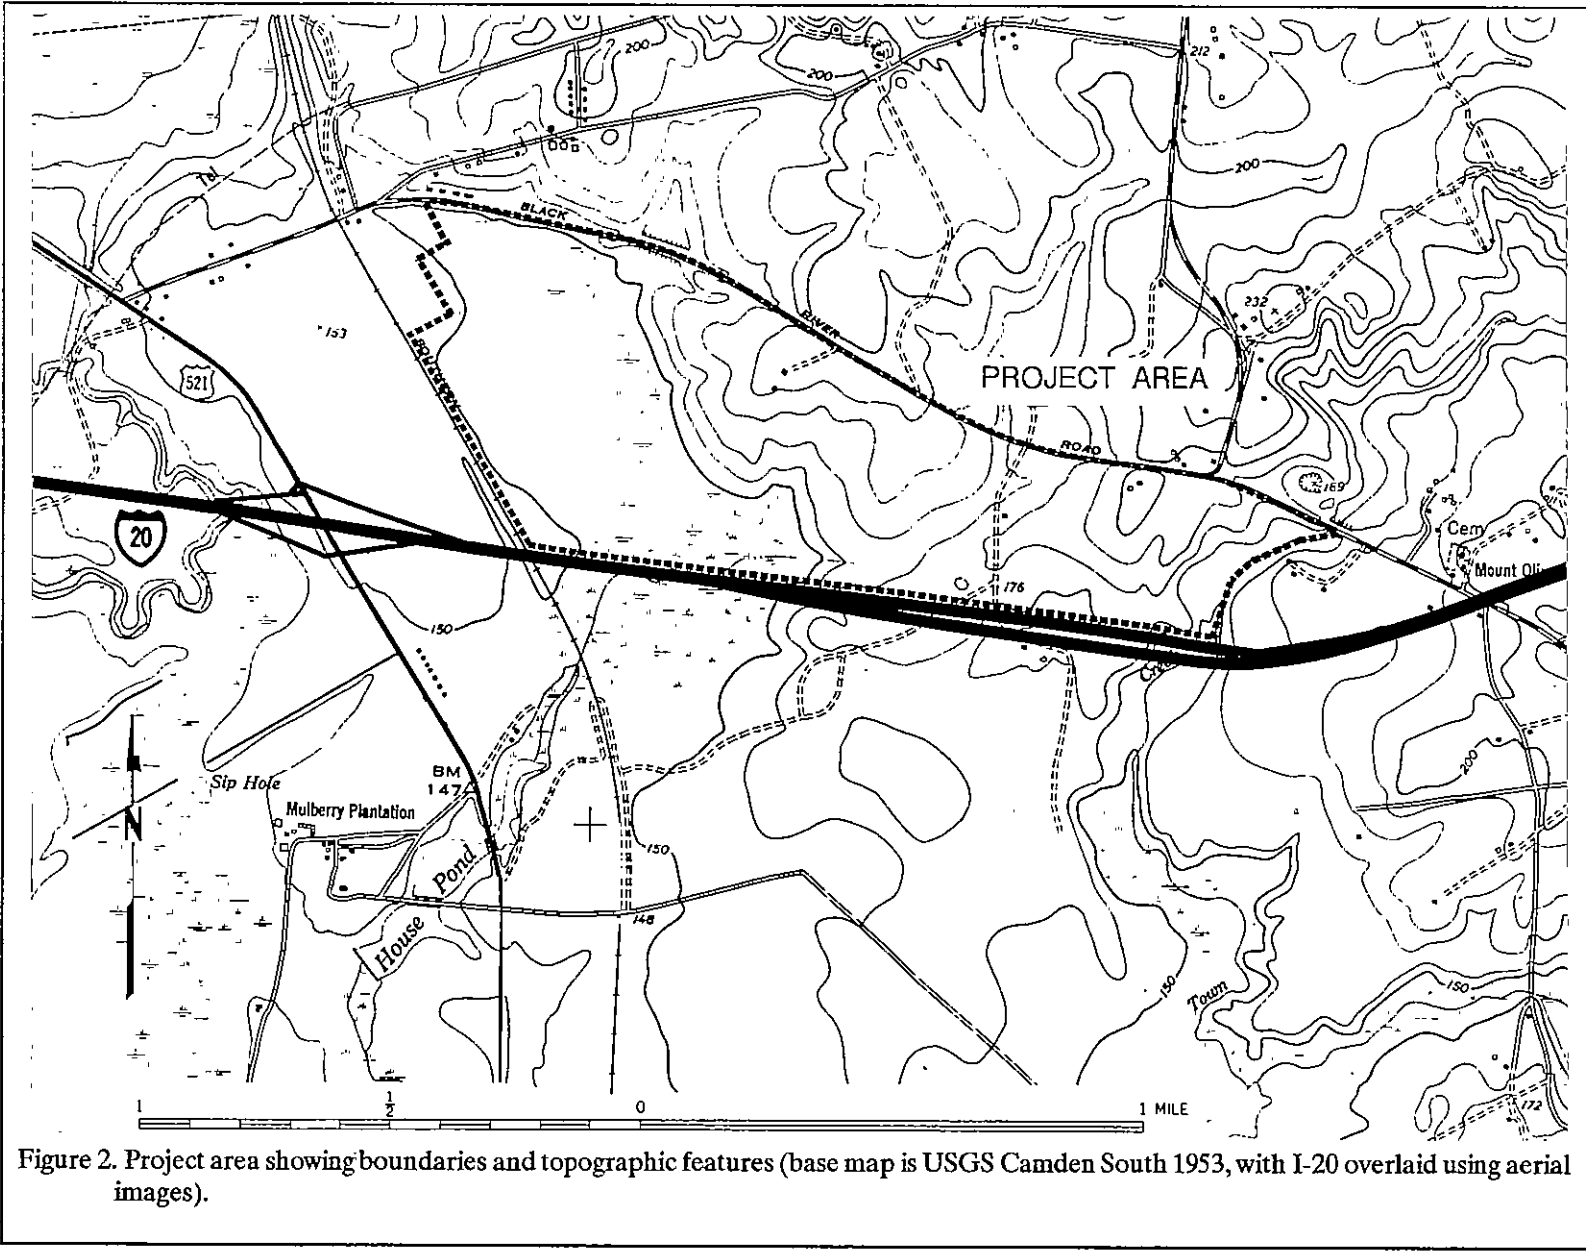 200
200
212
200
Tel
BLACK
RIVER
232
153
521
PROJECT AREA
ROAD
169
20
Cem
Mount Oli
176
150
Sip Hole
BM
147
Mulberry Plantation
Pond
House
150
148
200
150
Town
150
N
172
1
1/2
0
1 MILE
Figure 2. Project area showing boundaries and topographic features (base map is USGS Camden South 1953, with I-20 overlaid using aerial
images).